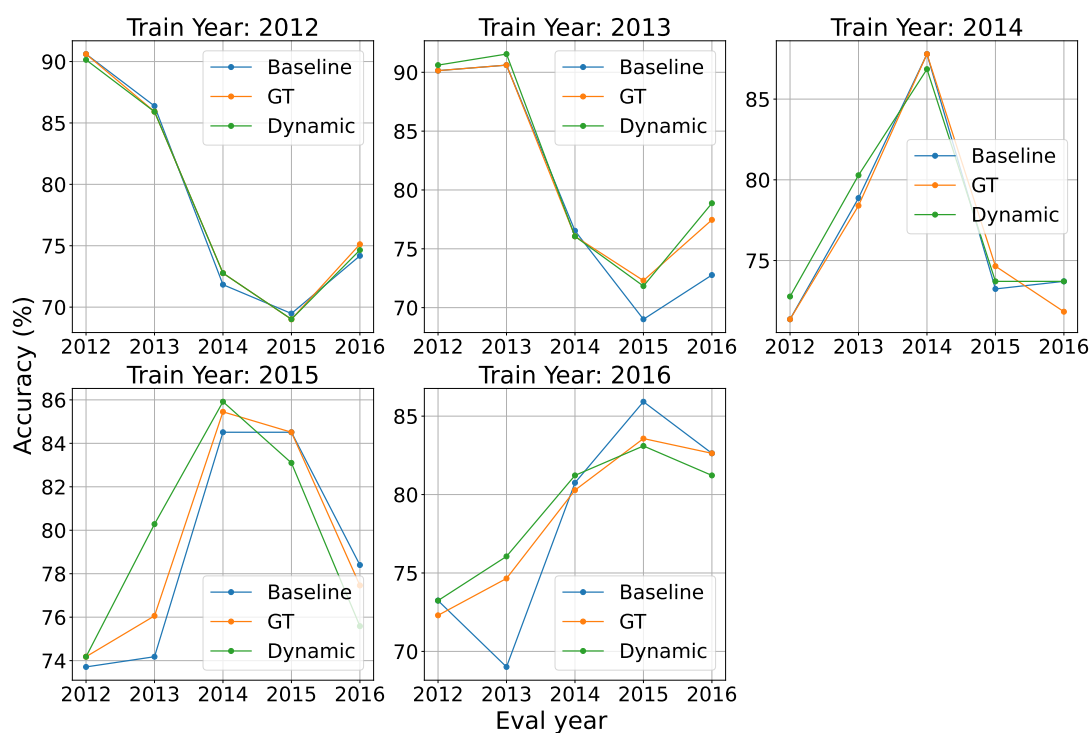 Train Year: 2012
90
85
80
75
70
2012 2013 2014 2015 2016
Baseline
GT
Dynamic
Train Year: 2013
90
85
80
75
70
2012 2013 2014 2015 2016
Baseline
GT
Dynamic
Train Year: 2014
85
80
75
2012 2013 2014 2015 2016
Baseline
GT
Dynamic
Accuracy (%)
Train Year: 2015
86
84
82
80
78
76
74
2012 2013 2014 2015 2016
Baseline
GT
Dynamic
Train Year: 2016
85
80
75
70
2012 2013 2014 2015 2016
Baseline
GT
Dynamic
Eval year